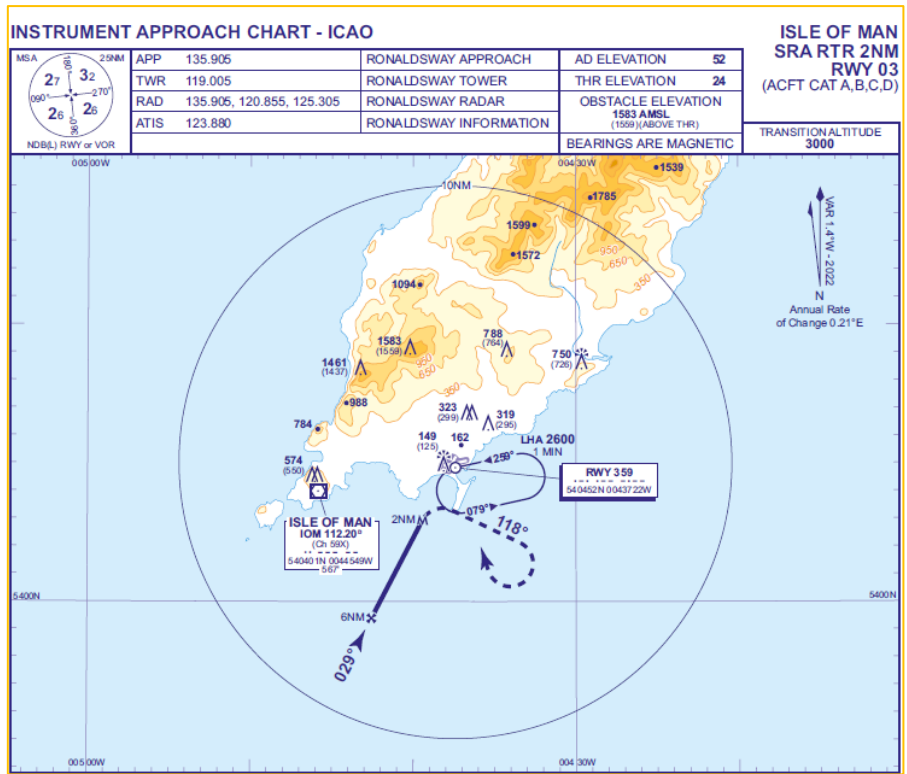 INSTRUMENT APPROACH CHART - ICAO
ISLE OF MAN
SRA RTR 2NM
RWY 03
(ACFT CAT A,B,C,D)
MSA 25NM
180°
27 32
090° 270°
26 26
360°
NDB(L) RWY or VOR
APP 135.905 RONALDSWAY APPROACH
TWR 119.005 RONALDSWAY TOWER
RAD 135.905, 120.855, 125.305 RONALDSWAY RADAR
ATIS 123.880 RONALDSWAY INFORMATION
AD ELEVATION 52
THR ELEVATION 24
OBSTACLE ELEVATION
1583 AMSL
(1559)(ABOVE THR)
BEARINGS ARE MAGNETIC
TRANSITION ALTITUDE
3000
005 00W
004 30W
10NM
1539
1785
1599
1572
950
650
350
VAR 1.4°W - 2022
N
Annual Rate
of Change 0.21°E
1094
1583
(1559)
788
(764)
750
(726)
1461
(1437)
950
650
350
988
784
323
(299)
319
(295)
149
(125)
162
LHA 2600
1 MIN
259°
574
(550)
RWY 359
540452N 0043722W
079°
2NM M
118°
ISLE OF MAN
IOM 112.20°
(Ch 59X)
540401N 0044549W
567'
5400N
5400N
6NM
029°
005 00W
004 30W